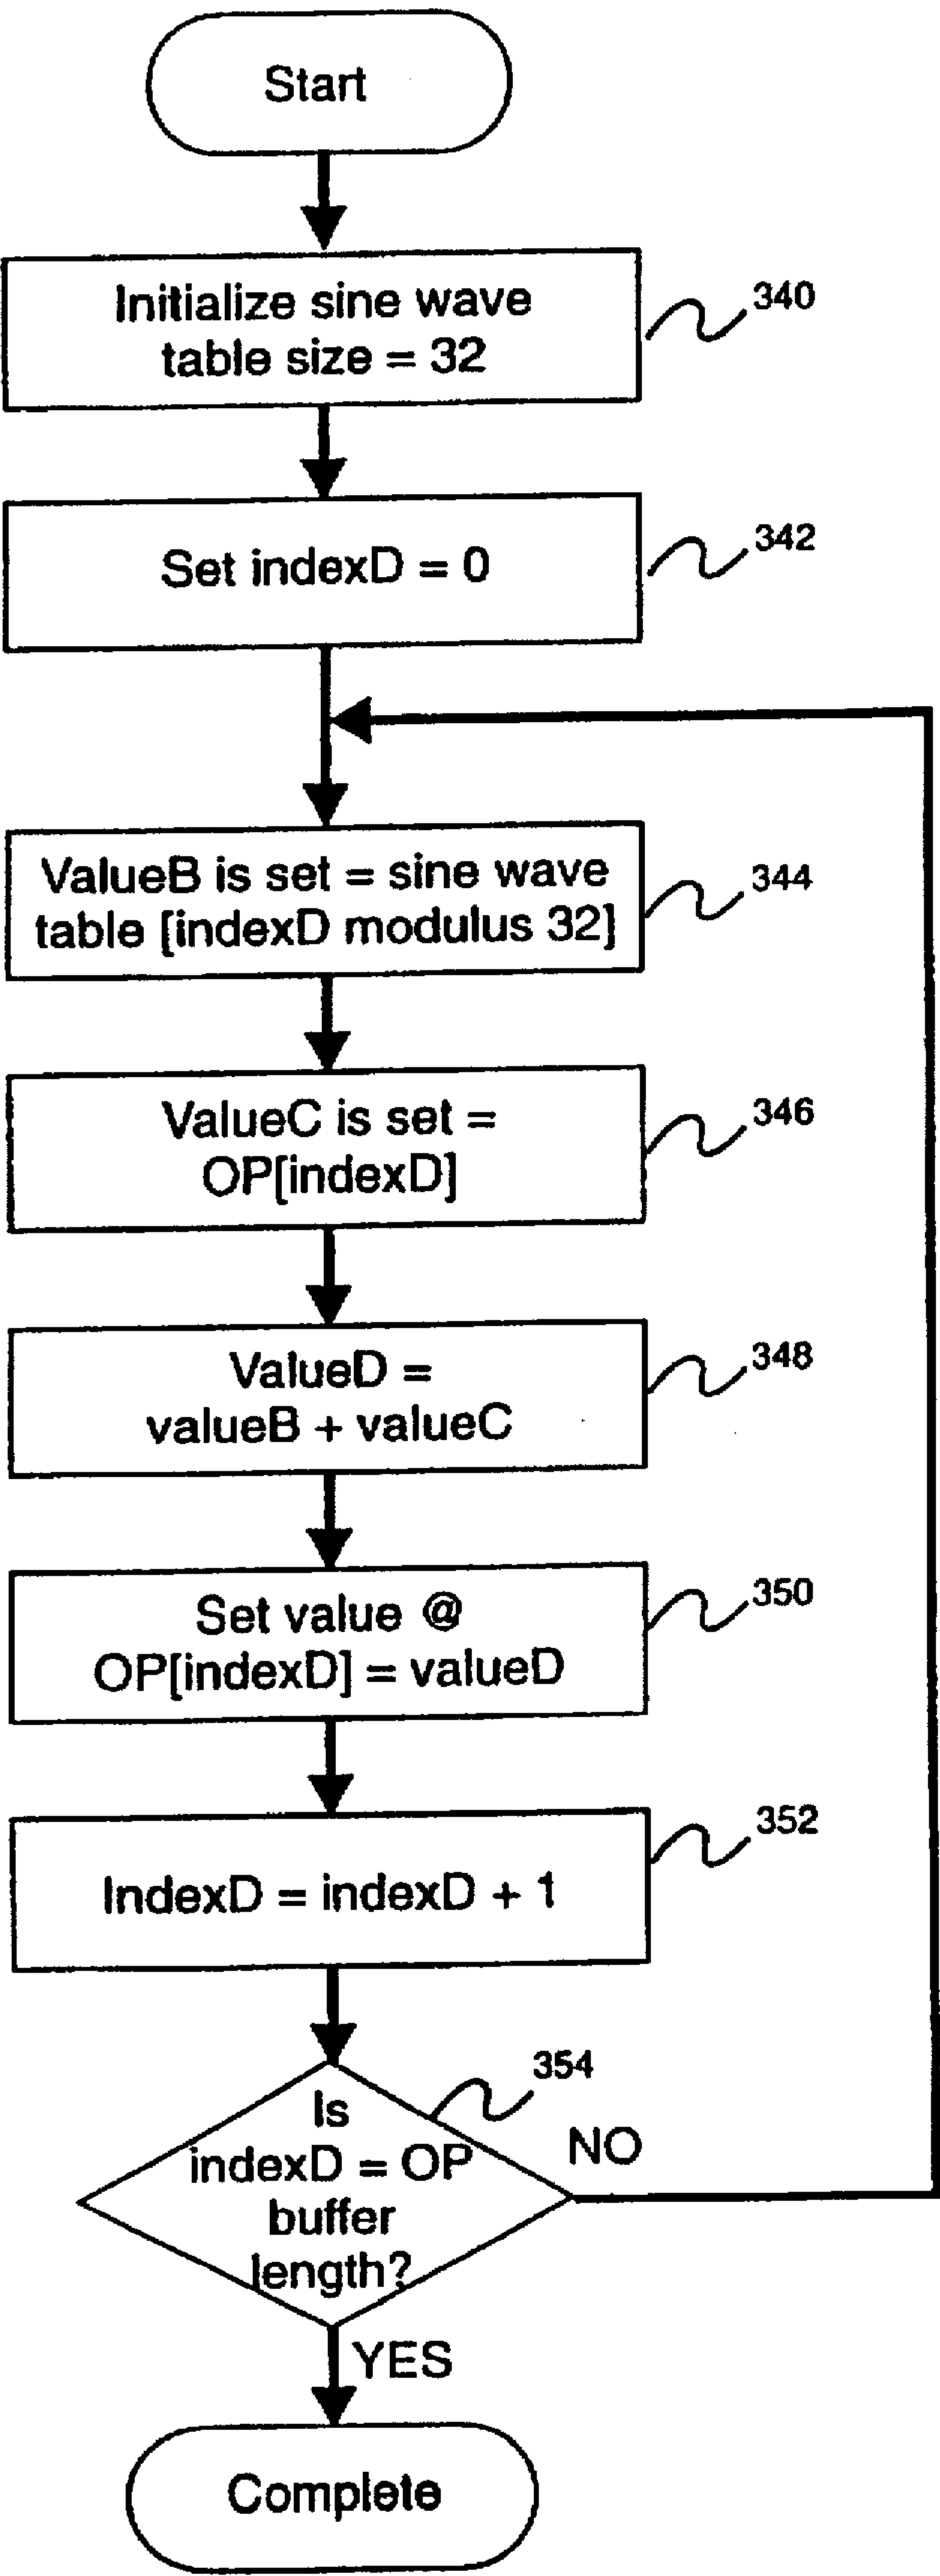 Start
Initialize sine wave
table size = 32
340
Set indexD = 0
342
ValueB is set = sine wave
table [indexD modulus 32]
344
ValueC is set =
OP[indexD]
346
ValueD =
valueB + valueC
348
Set value @
OP[indexD] = valueD
350
IndexD = indexD + 1
352
354
Is
indexD = OP
buffer
length?
NO
YES
Complete